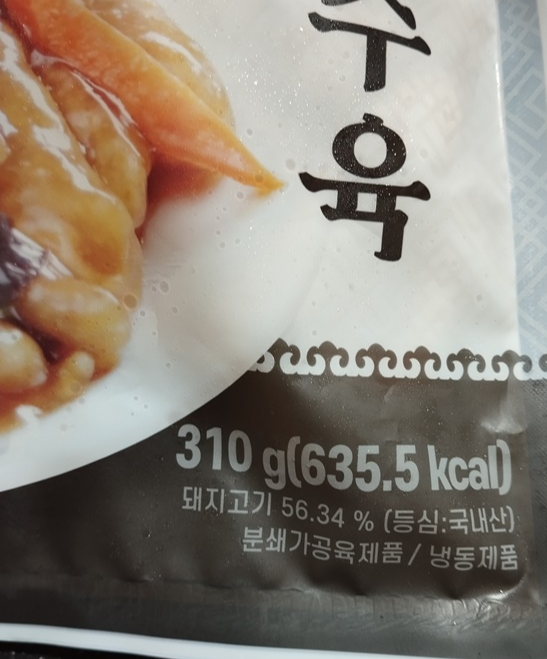 수육
310 g(635.5 kcal)
돼지고기 56.34 % (등심:국내산)
분쇄가공육제품 / 냉동제품